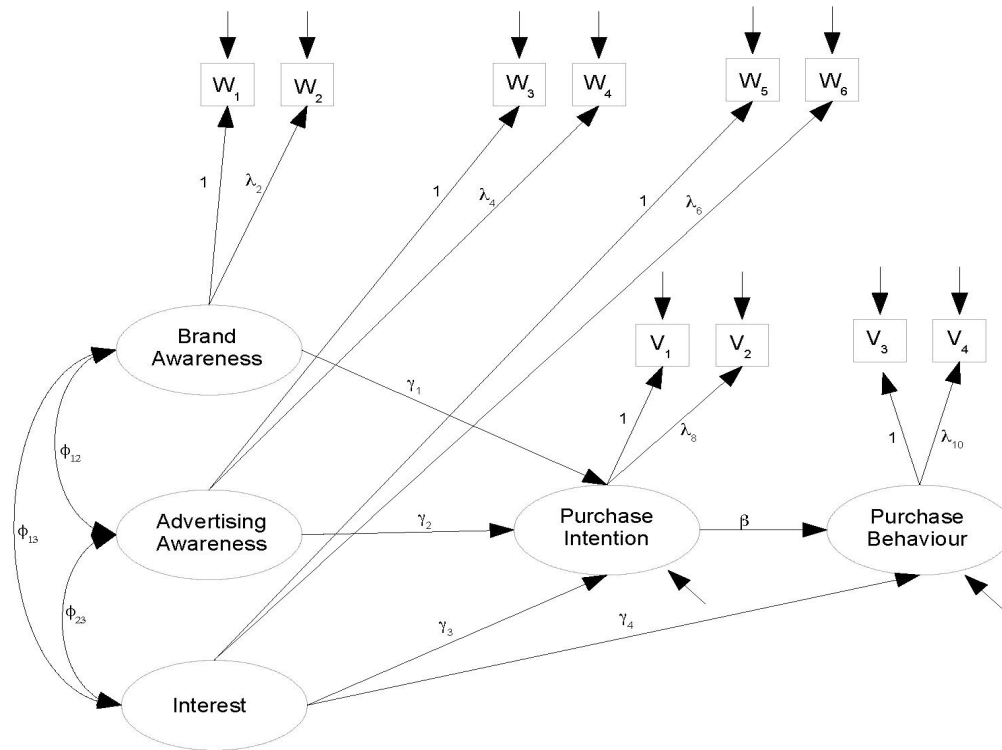 W₁
W₂
W₃
W₄
W₅
W₆
1
λ₂
1
λ₄
1
λ₆
Brand
Awareness
V₁
V₂
V₃
V₄
γ₁
1
λ₈
1
λ₁₀
ϕ₁₂
ϕ₁₃
Advertising
Awareness
γ₂
Purchase
Intention
β
Purchase
Behaviour
ϕ₂₃
γ₃
γ₄
Interest